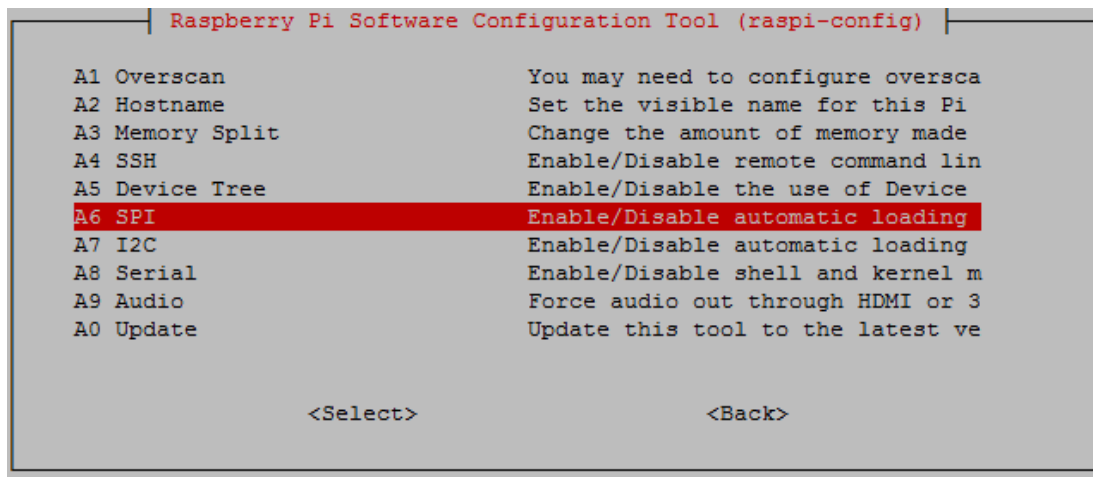 Raspberry Pi Software Configuration Tool (raspi-config)
A1 Overscan You may need to configure oversca
A2 Hostname Set the visible name for this Pi
A3 Memory Split Change the amount of memory made
A4 SSH Enable/Disable remote command lin
A5 Device Tree Enable/Disable the use of Device
A6 SPI Enable/Disable automatic loading
A7 I2C Enable/Disable automatic loading
A8 Serial Enable/Disable shell and kernel m
A9 Audio Force audio out through HDMI or 3
A0 Update Update this tool to the latest ve
<Select> <Back>